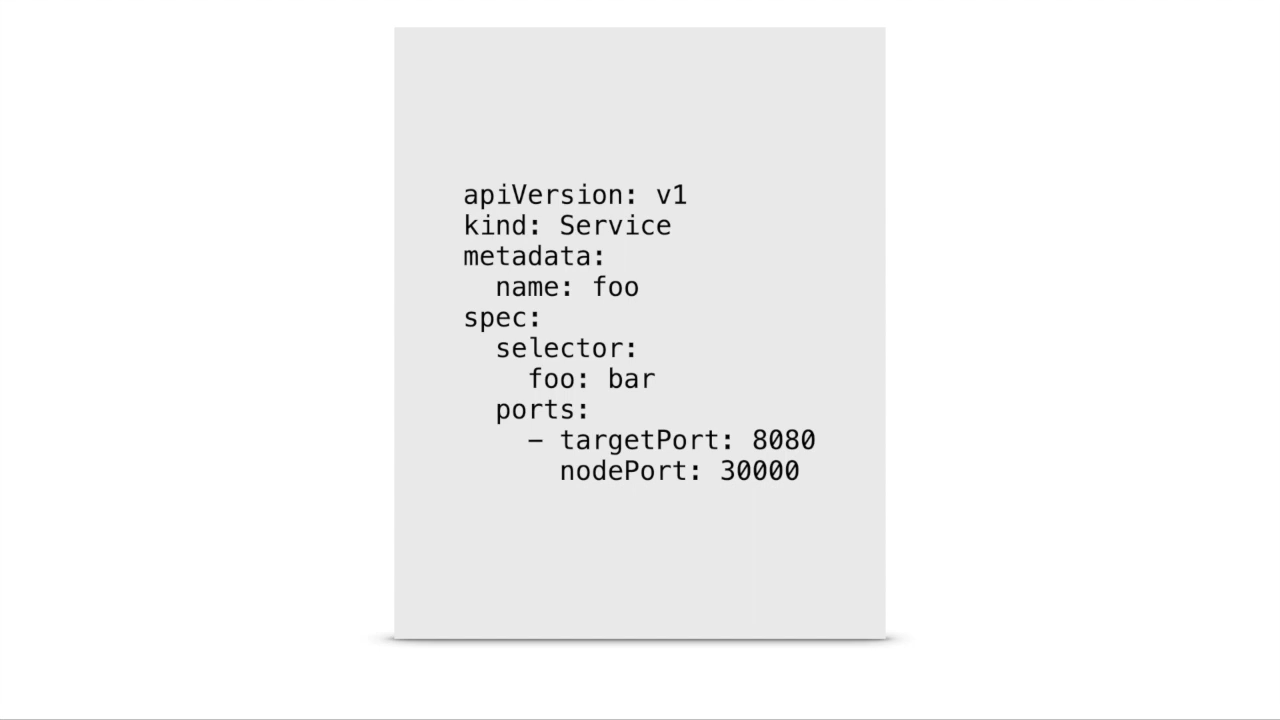 apiVersion: v1
kind: Service
metadata:
  name: foo
spec:
  selector:
    foo: bar
  ports:
    - targetPort: 8080
      nodePort: 30000